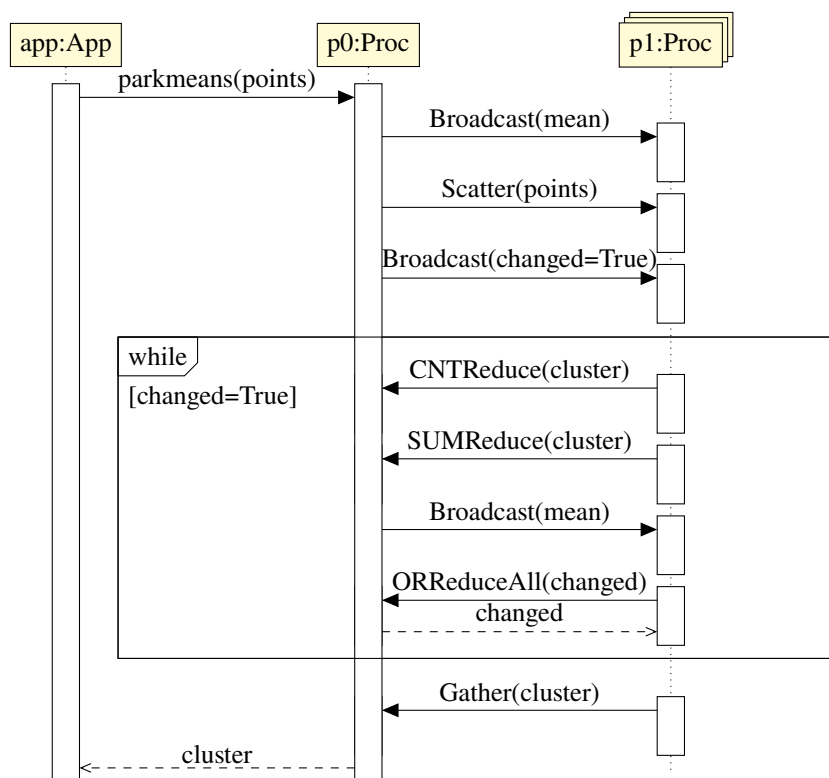 app:App
p0:Proc
p1:Proc
parkmeans(points)
Broadcast(mean)
Scatter(points)
Broadcast(changed=True)
while
[changed=True]
CNTReduce(cluster)
SUMReduce(cluster)
Broadcast(mean)
ORReduceAll(changed)
changed
Gather(cluster)
cluster